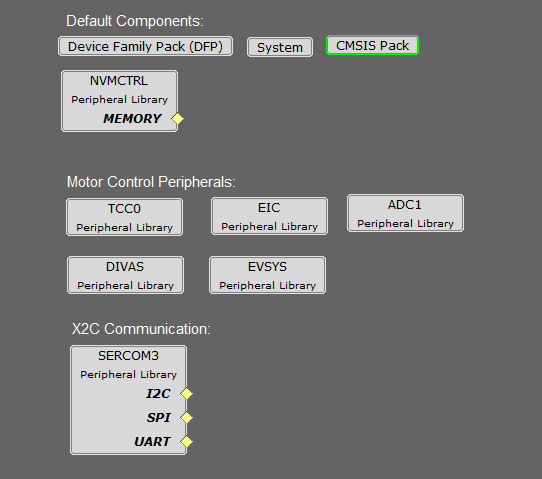 Default Components:
Device Family Pack (DFP)
System
CMSIS Pack
NVMCTRL
Peripheral Library
MEMORY
Motor Control Peripherals:
TCC0
Peripheral Library
EIC
Peripheral Library
ADC1
Peripheral Library
DIVAS
Peripheral Library
EVSYS
Peripheral Library
X2C Communication:
SERCOM3
Peripheral Library
I2C
SPI
UART